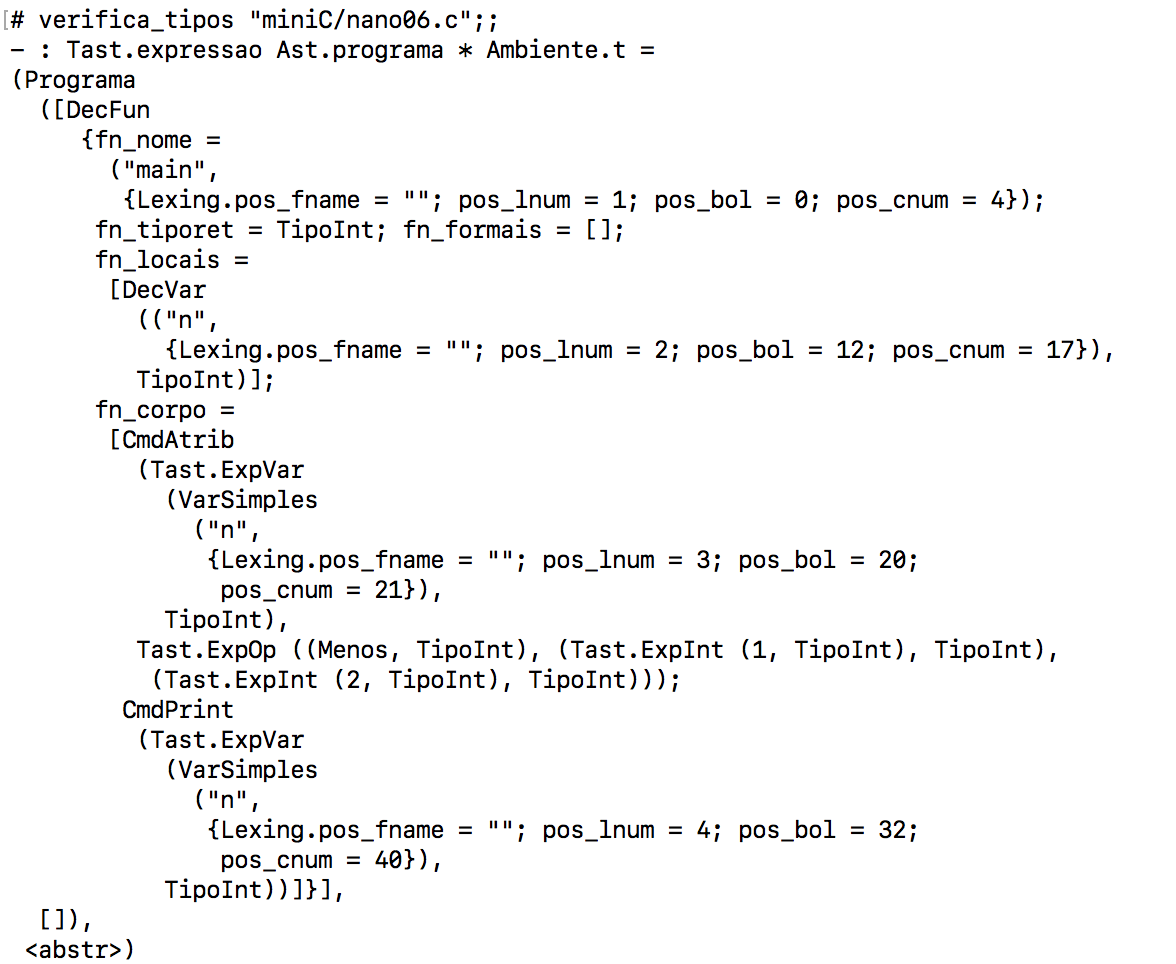 # verifica_tipos "miniC/nano06.c";;
- : Tast.expressao Ast.programa * Ambiente.t =
(Programa
  ([DecFun
     {fn_nome =
       ("main",
        {Lexing.pos_fname = ""; pos_lnum = 1; pos_bol = 0; pos_cnum = 4});
      fn_tiporet = TipoInt; fn_formais = [];
      fn_locais =
       [DecVar
         (("n",
           {Lexing.pos_fname = ""; pos_lnum = 2; pos_bol = 12; pos_cnum = 17}),
         TipoInt)];
      fn_corpo =
       [CmdAtrib
         (Tast.ExpVar
           (VarSimples
             ("n",
              {Lexing.pos_fname = ""; pos_lnum = 3; pos_bol = 20;
               pos_cnum = 21}),
           TipoInt),
         Tast.ExpOp ((Menos, TipoInt), (Tast.ExpInt (1, TipoInt), TipoInt),
          (Tast.ExpInt (2, TipoInt), TipoInt)));
        CmdPrint
         (Tast.ExpVar
           (VarSimples
             ("n",
              {Lexing.pos_fname = ""; pos_lnum = 4; pos_bol = 32;
               pos_cnum = 40}),
           TipoInt))]}],
  []),
 <abstr>)